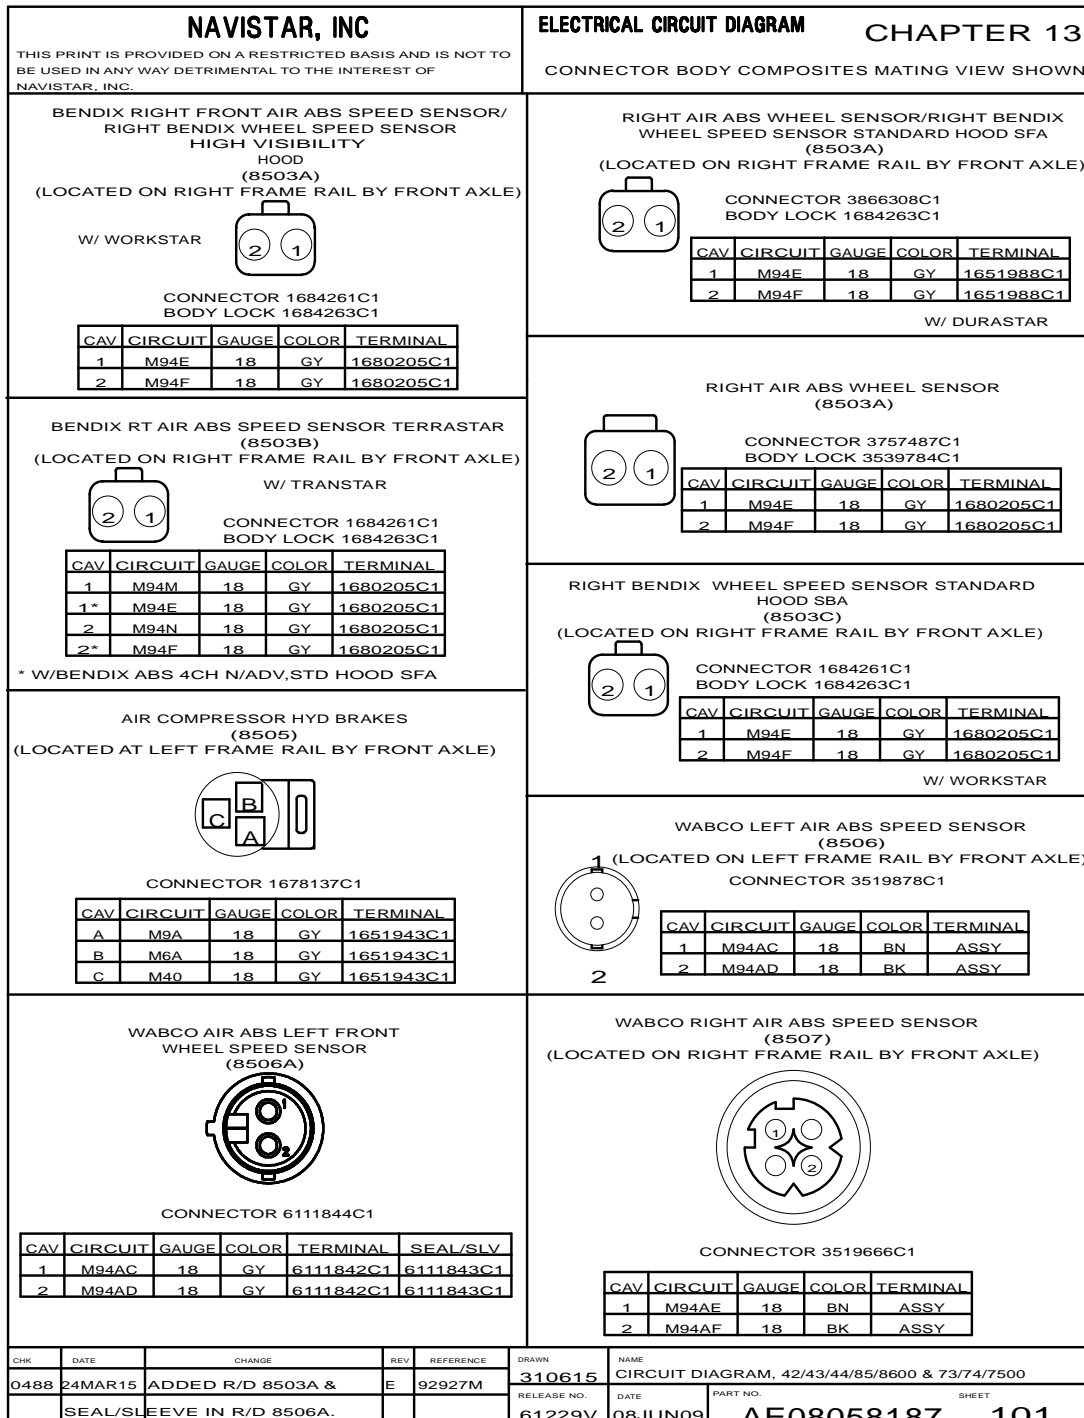 NAVISTAR, INC
THIS PRINT IS PROVIDED ON A RESTRICTED BASIS AND IS NOT TO
BE USED IN ANY WAY DETRIMENTAL TO THE INTEREST OF
NAVISTAR, INC.
ELECTRICAL CIRCUIT DIAGRAM
CHAPTER 13
CONNECTOR BODY COMPOSITES MATING VIEW SHOWN
BENDIX RIGHT FRONT AIR ABS SPEED SENSOR/
RIGHT BENDIX WHEEL SPEED SENSOR
HIGH VISIBILITY
HOOD
(8503A)
(LOCATED ON RIGHT FRAME RAIL BY FRONT AXLE)
W/ WORKSTAR
2 1
CONNECTOR 1684261C1
BODY LOCK 1684263C1
CAV CIRCUIT GAUGE COLOR TERMINAL
1 M94E 18 GY 1680205C1
2 M94F 18 GY 1680205C1
BENDIX RT AIR ABS SPEED SENSOR TERRASTAR
(8503B)
(LOCATED ON RIGHT FRAME RAIL BY FRONT AXLE)
W/ TRANSTAR
2 1
CONNECTOR 1684261C1
BODY LOCK 1684263C1
CAV CIRCUIT GAUGE COLOR TERMINAL
1 M94M 18 GY 1680205C1
1* M94E 18 GY 1680205C1
2 M94N 18 GY 1680205C1
2* M94F 18 GY 1680205C1
* W/BENDIX ABS 4CH N/ADV,STD HOOD SFA
AIR COMPRESSOR HYD BRAKES
(8505)
(LOCATED AT LEFT FRAME RAIL BY FRONT AXLE)
B
C
A
CONNECTOR 1678137C1
CAV CIRCUIT GAUGE COLOR TERMINAL
A M9A 18 GY 1651943C1
B M6A 18 GY 1651943C1
C M40 18 GY 1651943C1
WABCO AIR ABS LEFT FRONT
WHEEL SPEED SENSOR
(8506A)
1
2
CONNECTOR 6111844C1
CAV CIRCUIT GAUGE COLOR TERMINAL SEAL/SLV
1 M94AC 18 GY 6111842C1 6111843C1
2 M94AD 18 GY 6111842C1 6111843C1
RIGHT AIR ABS WHEEL SENSOR/RIGHT BENDIX
WHEEL SPEED SENSOR STANDARD HOOD SFA
(8503A)
(LOCATED ON RIGHT FRAME RAIL BY FRONT AXLE)
2 1
CONNECTOR 3866308C1
BODY LOCK 1684263C1
CAV CIRCUIT GAUGE COLOR TERMINAL
1 M94E 18 GY 1651988C1
2 M94F 18 GY 1651988C1
W/ DURASTAR
RIGHT AIR ABS WHEEL SENSOR
(8503A)
2 1
CONNECTOR 3757487C1
BODY LOCK 3539784C1
CAV CIRCUIT GAUGE COLOR TERMINAL
1 M94E 18 GY 1680205C1
2 M94F 18 GY 1680205C1
RIGHT BENDIX WHEEL SPEED SENSOR STANDARD
HOOD SBA
(8503C)
(LOCATED ON RIGHT FRAME RAIL BY FRONT AXLE)
2 1
CONNECTOR 1684261C1
BODY LOCK 1684263C1
CAV CIRCUIT GAUGE COLOR TERMINAL
1 M94E 18 GY 1680205C1
2 M94F 18 GY 1680205C1
W/ WORKSTAR
WABCO LEFT AIR ABS SPEED SENSOR
(8506)
(LOCATED ON LEFT FRAME RAIL BY FRONT AXLE)
1
2
CONNECTOR 3519878C1
CAV CIRCUIT GAUGE COLOR TERMINAL
1 M94AC 18 BN ASSY
2 M94AD 18 BK ASSY
WABCO RIGHT AIR ABS SPEED SENSOR
(8507)
(LOCATED ON RIGHT FRAME RAIL BY FRONT AXLE)
1
2
CONNECTOR 3519666C1
CAV CIRCUIT GAUGE COLOR TERMINAL
1 M94AE 18 BN ASSY
2 M94AF 18 BK ASSY
CHK DATE CHANGE REV REFERENCE
0488 24MAR15 ADDED R/D 8503A & E 92927M
SEAL/SLEEVE IN R/D 8506A.
DRAWN
310615
NAME
CIRCUIT DIAGRAM, 42/43/44/85/8600 & 73/74/7500
RELEASE NO. DATE PART NO. SHEET
61229V 08JUN09 AE08058187 101